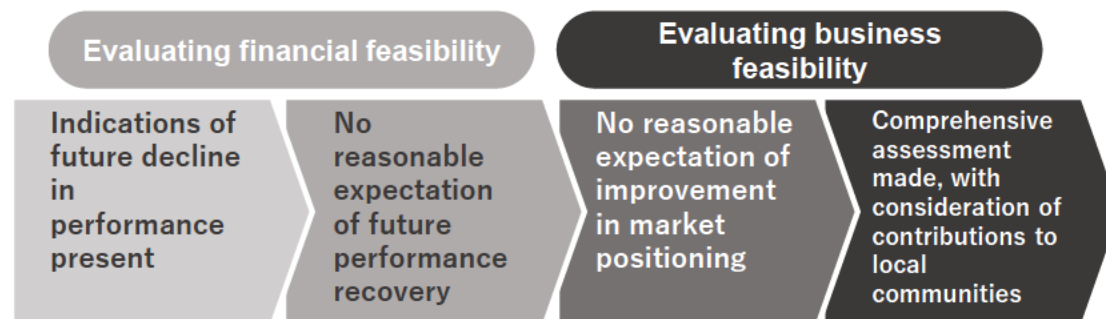 Evaluating financial feasibility
Evaluating business
feasibility
Indications of
future decline
in
performance
present
No
reasonable
expectation
of future
performance
recovery
No reasonable
expectation of
improvement
in market
positioning
Comprehensive
assessment
made, with
consideration of
contributions to
local
communities